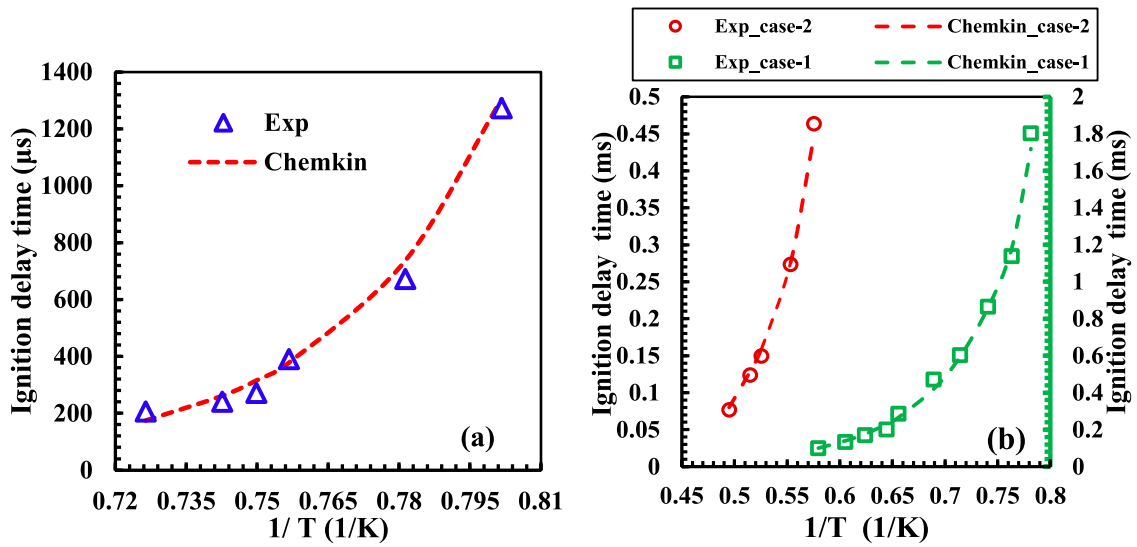 1400
1200
1000
800
600
400
200
0
Ignition delay time (μs)
Exp
Chemkin
(a)
0.72 0.735 0.75 0.765 0.78 0.795 0.81
1/ T (1/K)
Exp_case-2 Chemkin_case-2
Exp_case-1 Chemkin_case-1
0.5
0.45
0.4
0.35
0.3
0.25
0.2
0.15
0.1
0.05
0
Ignition delay time (ms)
2
1.8
1.6
1.4
1.2
1
0.8
0.6
0.4
0.2
0
Ignition delay time (ms)
(b)
0.45 0.5 0.55 0.6 0.65 0.7 0.75 0.8
1/T (1/K)